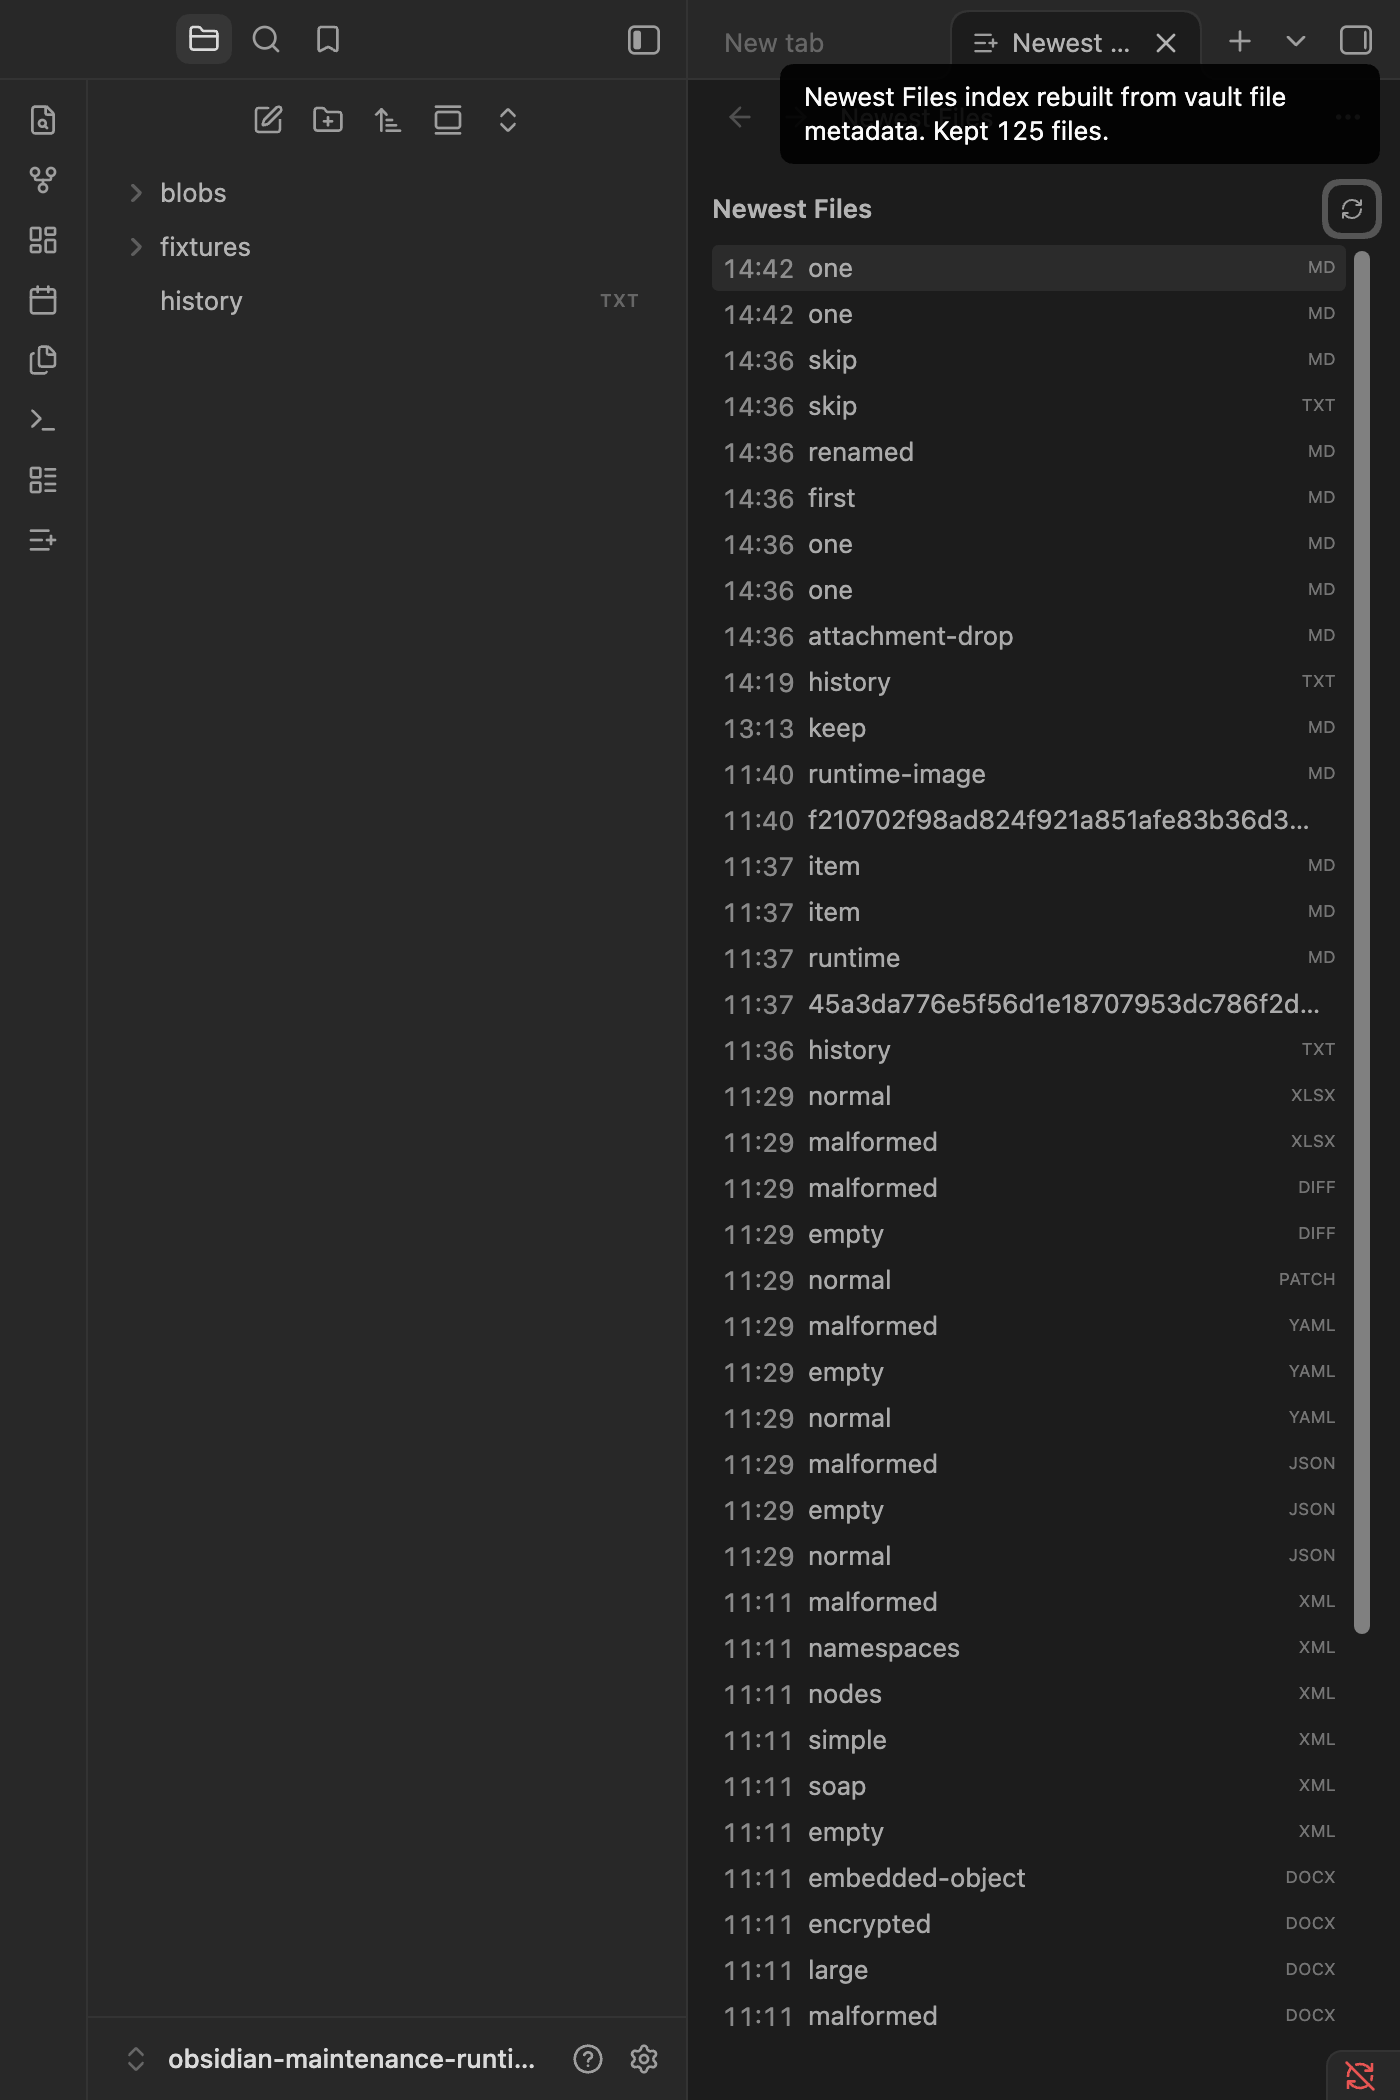 New tab
Newest ...
Newest Files index rebuilt from vault file
metadata. Kept 125 files.
Newest Files
blobs
fixtures
history TXT
Newest Files
14:42 one MD
14:42 one MD
14:36 skip MD
14:36 skip TXT
14:36 renamed MD
14:36 first MD
14:36 one MD
14:36 one MD
14:36 attachment-drop MD
14:19 history TXT
13:13 keep MD
11:40 runtime-image MD
11:40 f210702f98ad824f921a851afe83b36d3...
11:37 item MD
11:37 item MD
11:37 runtime MD
11:37 45a3da776e5f56d1e18707953dc786f2d...
11:36 history TXT
11:29 normal XLSX
11:29 malformed XLSX
11:29 malformed DIFF
11:29 empty DIFF
11:29 normal PATCH
11:29 malformed YAML
11:29 empty YAML
11:29 normal YAML
11:29 malformed JSON
11:29 empty JSON
11:29 normal JSON
11:11 malformed XML
11:11 namespaces XML
11:11 nodes XML
11:11 simple XML
11:11 soap XML
11:11 empty XML
11:11 embedded-object DOCX
11:11 encrypted DOCX
11:11 large DOCX
11:11 malformed DOCX
obsidian-maintenance-runti...